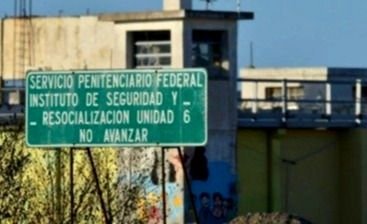 SERVICIO PENITENCIARIO FEDERAL
INSTITUTO DE SEGURIDAD Y _
_ RESOCIALIZACION UNIDAD 6
NO AVANZAR